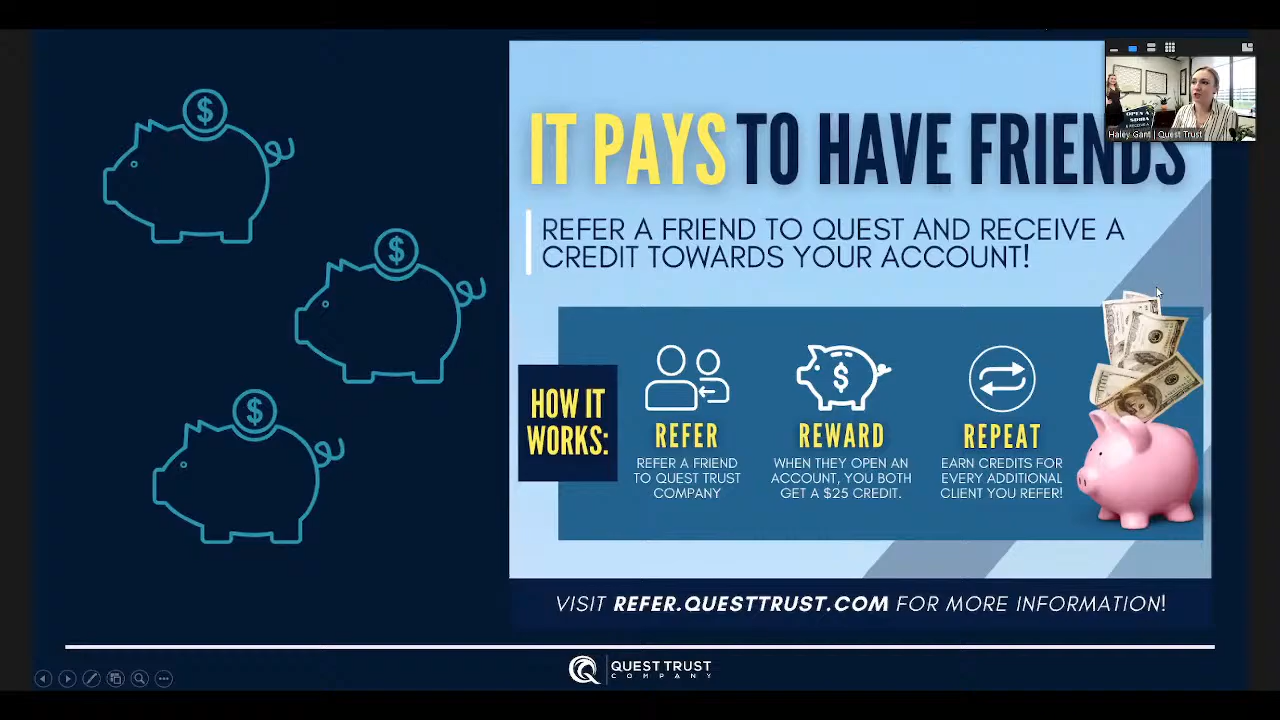 IT PAYS TO HAVE FRIENDS
REFER A FRIEND TO QUEST AND RECEIVE A
CREDIT TOWARDS YOUR ACCOUNT!
HOW IT
WORKS:
REFER
REFER A FRIEND
TO QUEST TRUST
COMPANY
REWARD
WHEN THEY OPEN AN
ACCOUNT, YOU BOTH
GET A $25 CREDIT.
REPEAT
EARN CREDITS FOR
EVERY ADDITIONAL
CLIENT YOU REFER!
VISIT REFER.QUESTTRUST.COM FOR MORE INFORMATION!
QUEST TRUST
COMPANY
OPEN A
Haley Gant | Quest Trust